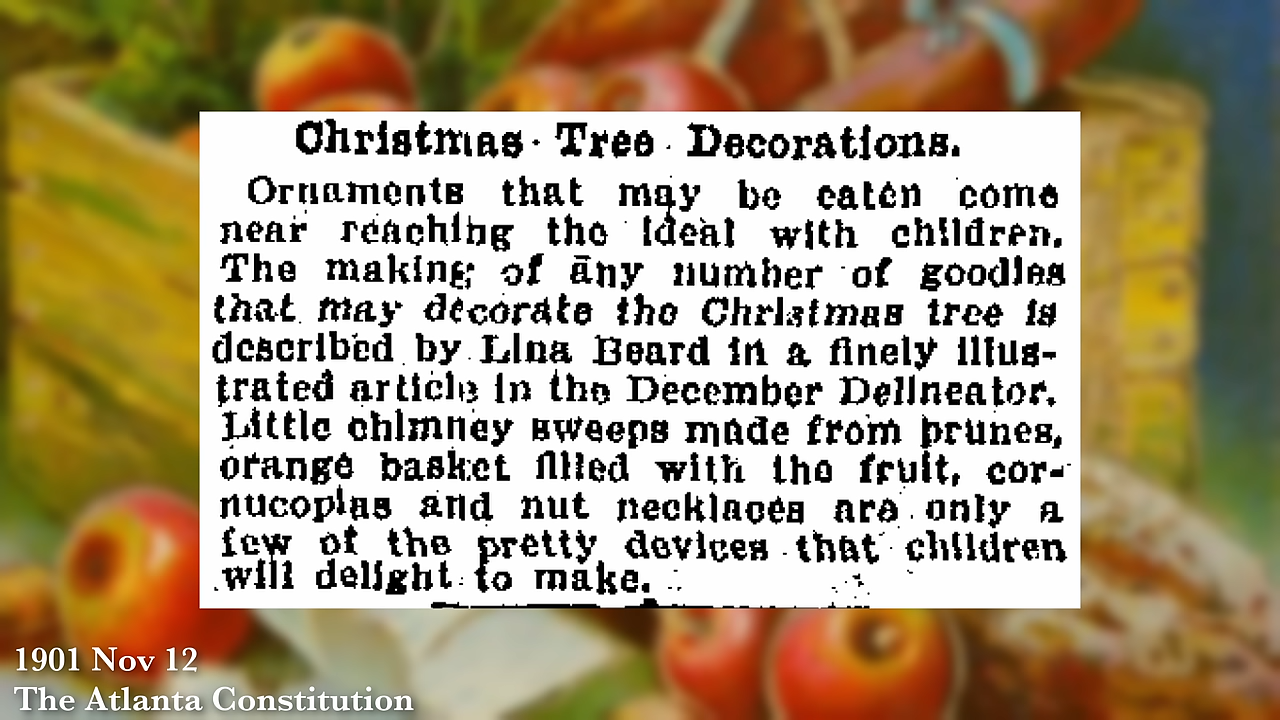 Christmas Tree Decorations.
Ornaments that may be eaten come
near reaching the ideal with children.
The making of any number of goodies
that may decorate the Christmas tree is
described by Lina Beard in a finely illus-
trated article in the December Delineator.
Little chimney sweeps made from prunes,
orange basket filled with the fruit, cor-
nucopias and nut necklaces are only a
few of the pretty devices that children
will delight to make.
1901 Nov 12
The Atlanta Constitution